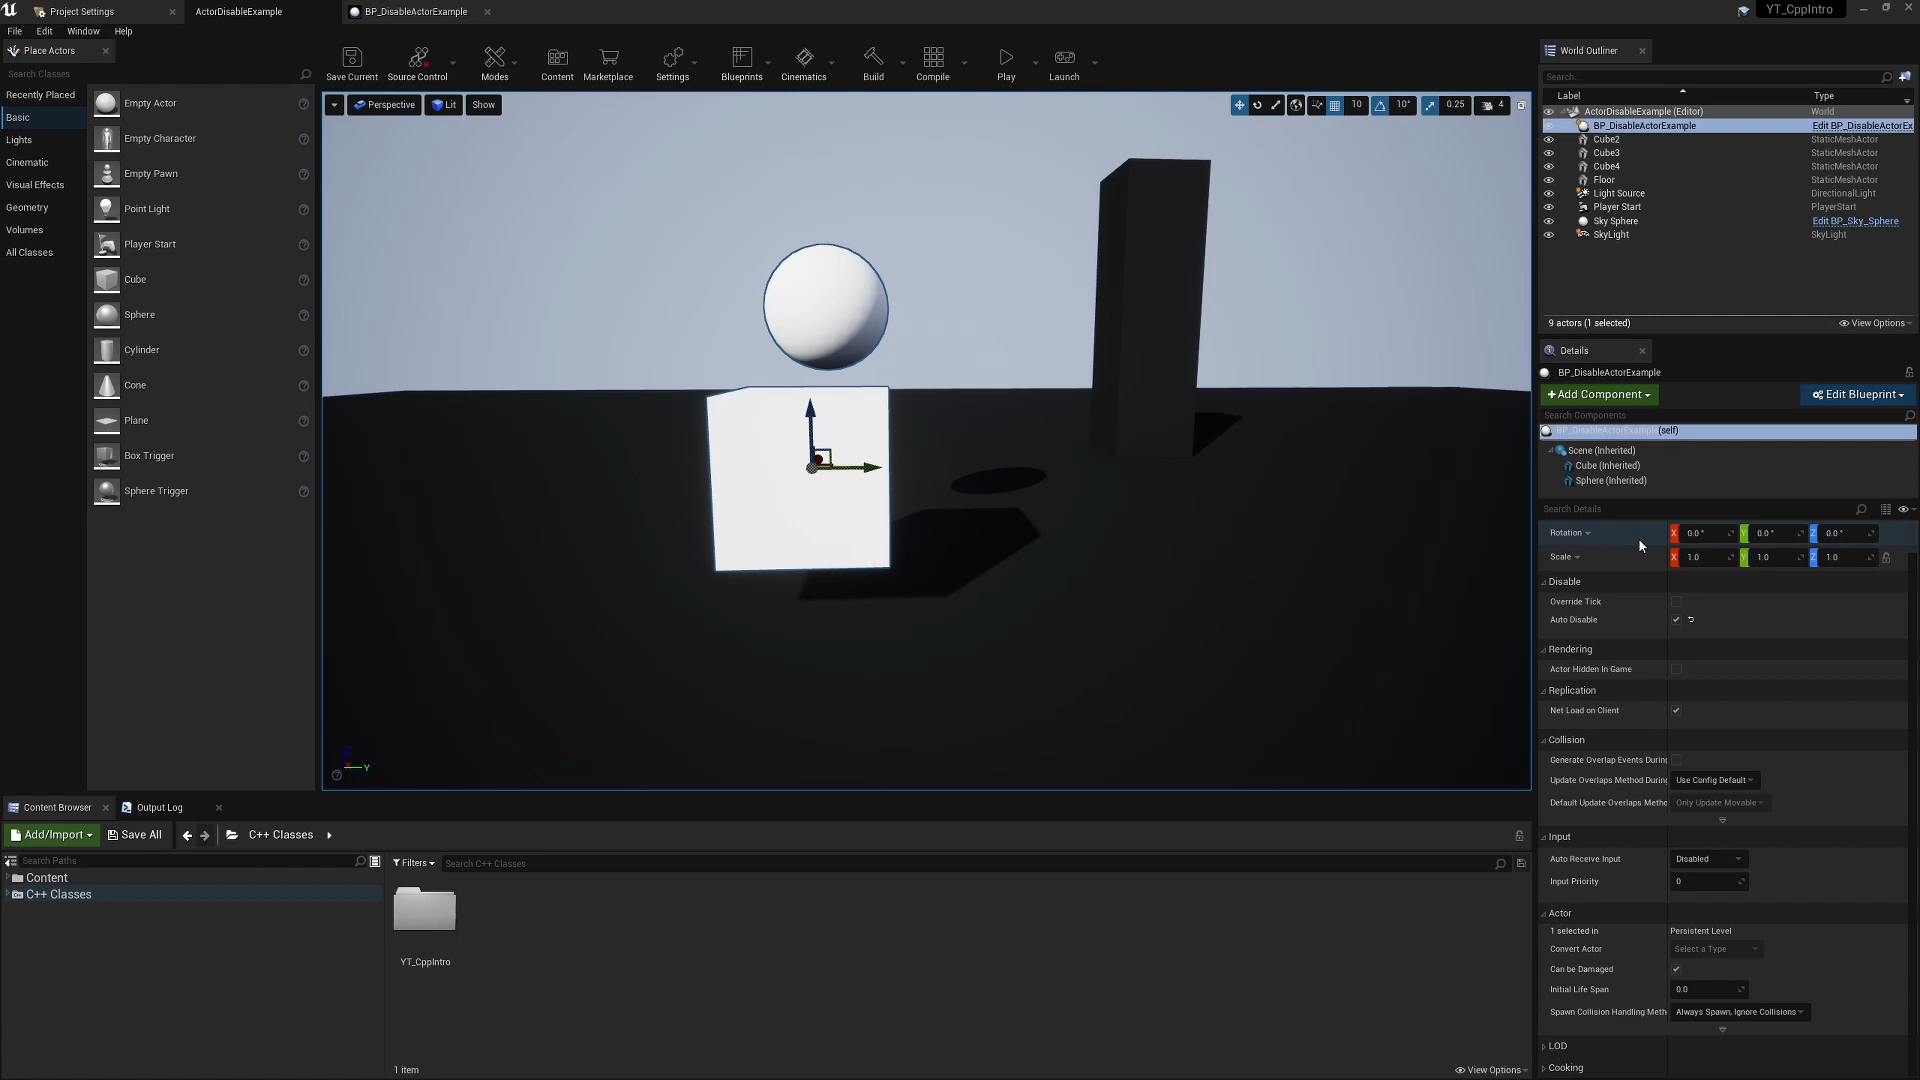 Project Settings
ActorDisableExample
BP_DisableActorExample
YT_CppIntro
File Edit Window Help
Place Actors
Search Classes
Recently Placed
Basic
Lights
Cinematic
Visual Effects
Geometry
Volumes
All Classes
Empty Actor
Empty Character
Empty Pawn
Point Light
Player Start
Cube
Sphere
Cylinder
Cone
Plane
Box Trigger
Sphere Trigger
Save Current
Source Control
Modes
Content
Marketplace
Settings
Blueprints
Cinematics
Build
Compile
Play
Launch
Perspective
Lit
Show
10
10°
0.25
4
Y
World Outliner
Search...
Label Type
ActorDisableExample (Editor) World
BP_DisableActorExample Edit BP_DisableActorEx
Cube2 StaticMeshActor
Cube3 StaticMeshActor
Cube4 StaticMeshActor
Floor StaticMeshActor
Light Source DirectionalLight
Player Start PlayerStart
Sky Sphere Edit BP_Sky_Sphere
SkyLight SkyLight
9 actors (1 selected) View Options
Details
BP_DisableActorExample
+Add Component Edit Blueprint
Search Components
BP_DisableActorExample (self)
Scene (Inherited)
Cube (Inherited)
Sphere (Inherited)
Search Details
Rotation X 0.0 ° Y 0.0 ° Z 0.0 °
Scale X 1.0 Y 1.0 Z 1.0
Disable
Override Tick
Auto Disable
Rendering
Actor Hidden In Game
Replication
Net Load on Client
Collision
Generate Overlap Events During
Update Overlaps Method During Use Config Default
Default Update Overlaps Metho Only Update Movable
Input
Auto Receive Input Disabled
Input Priority 0
Actor
1 selected in Persistent Level
Convert Actor Select a Type
Can be Damaged
Initial Life Span 0.0
Spawn Collision Handling Meth Always Spawn, Ignore Collisions
LOD
Cooking
Content Browser
Output Log
Add/Import
Save All
C++ Classes
Search Paths
Content
C++ Classes
Filters
Search C++ Classes
YT_CppIntro
1 item
View Options